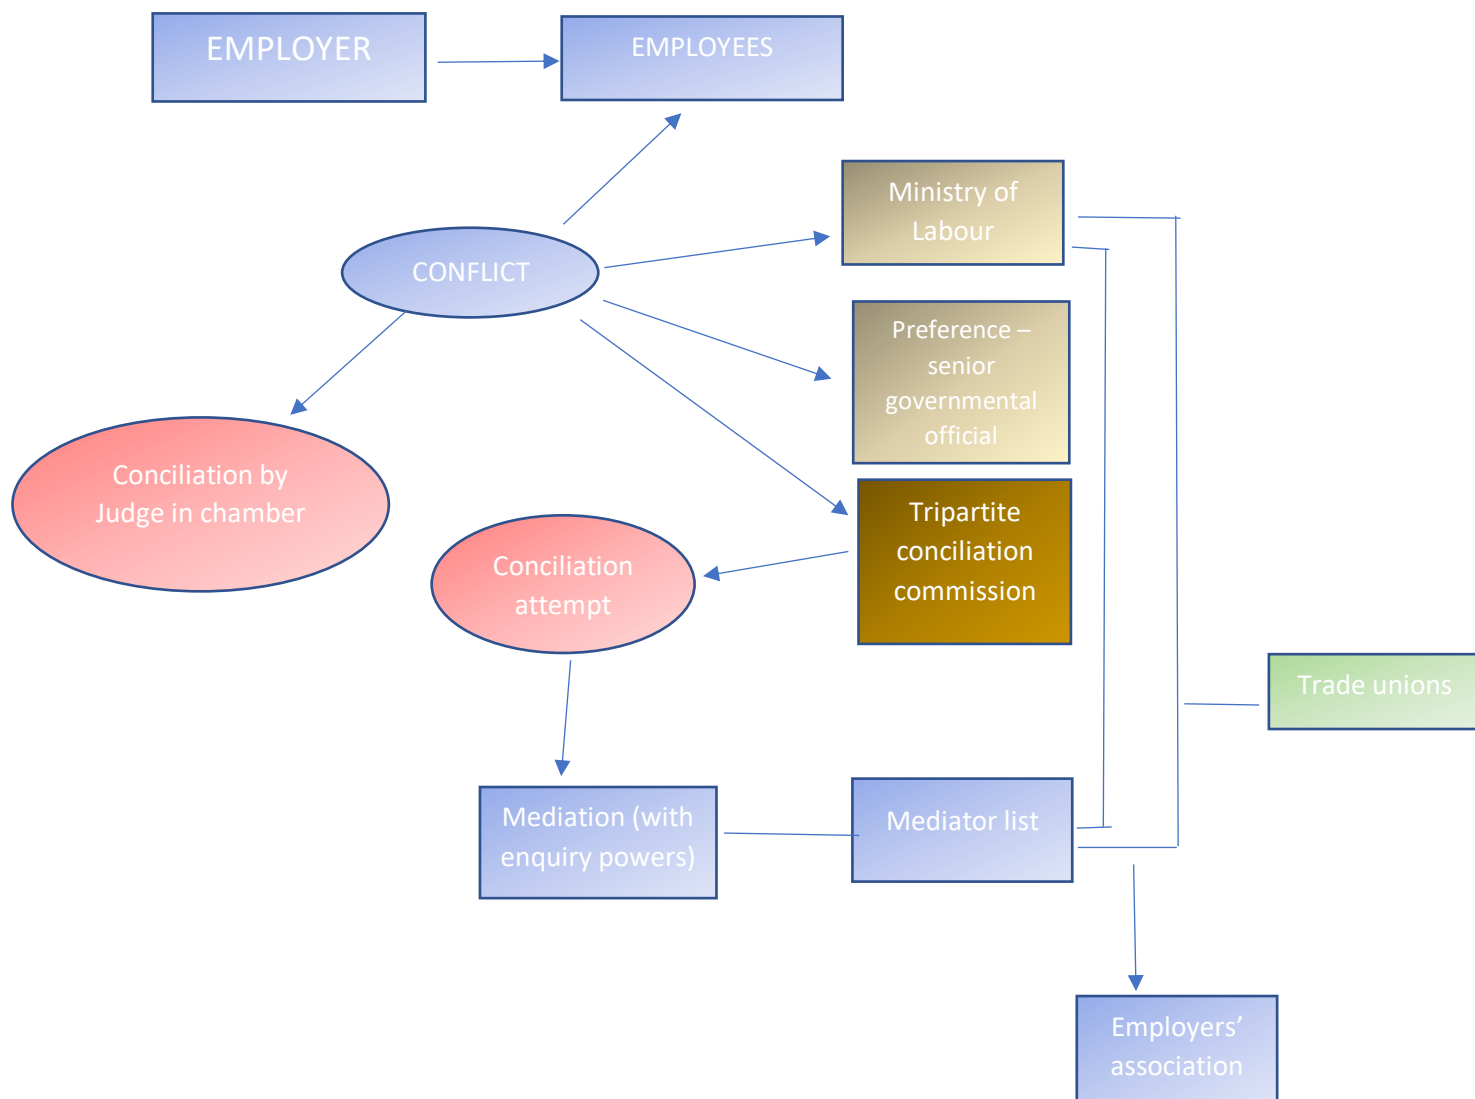 EMPLOYER
EMPLOYEES
Ministry of
Labour
CONFLICT
Preference –
senior
governmental
official
Conciliation by
Judge in chamber
Tripartite
conciliation
commission
Conciliation
attempt
Trade unions
Mediation (with
enquiry powers)
Mediator list
Employers’
association